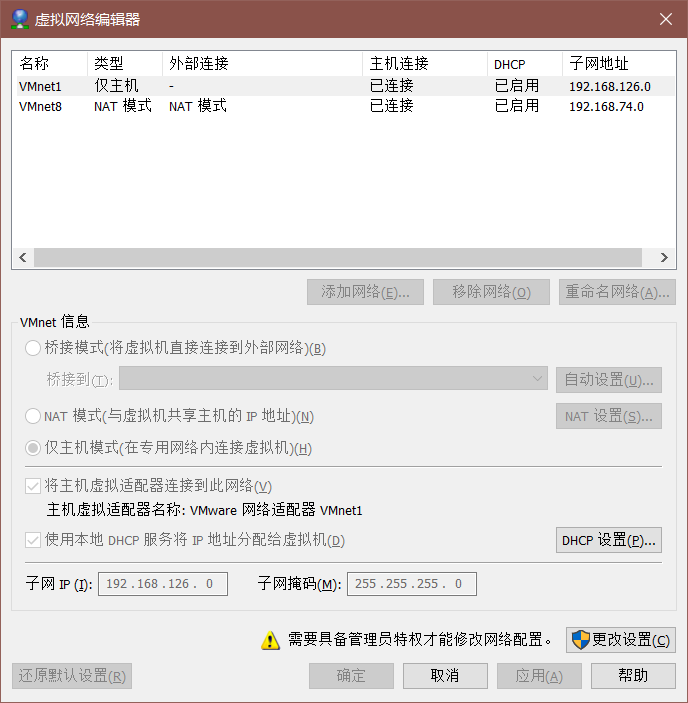 虚拟网络编辑器
名称 类型 外部连接 主机连接 DHCP 子网地址
VMnet1 仅主机 - 已连接 已启用 192.168.126.0
VMnet8 NAT 模式 NAT 模式 已连接 已启用 192.168.74.0
添加网络(E)... 移除网络(O) 重命名网络(A)...
VMnet 信息
桥接模式(将虚拟机直接连接到外部网络)(B)
桥接到(T): 自动设置(U)...
NAT 模式(与虚拟机共享主机的 IP 地址)(N) NAT 设置(S)...
仅主机模式(在专用网络内连接虚拟机)(H)
将主机虚拟适配器连接到此网络(V)
主机虚拟适配器名称: VMware 网络适配器 VMnet1
使用本地 DHCP 服务将 IP 地址分配给虚拟机(D) DHCP 设置(P)...
子网 IP (I): 192 . 168 . 126 . 0 子网掩码(M): 255 . 255 . 255 . 0
需要具备管理员特权才能修改网络配置。 更改设置(C)
还原默认设置(R) 确定 取消 应用(A) 帮助